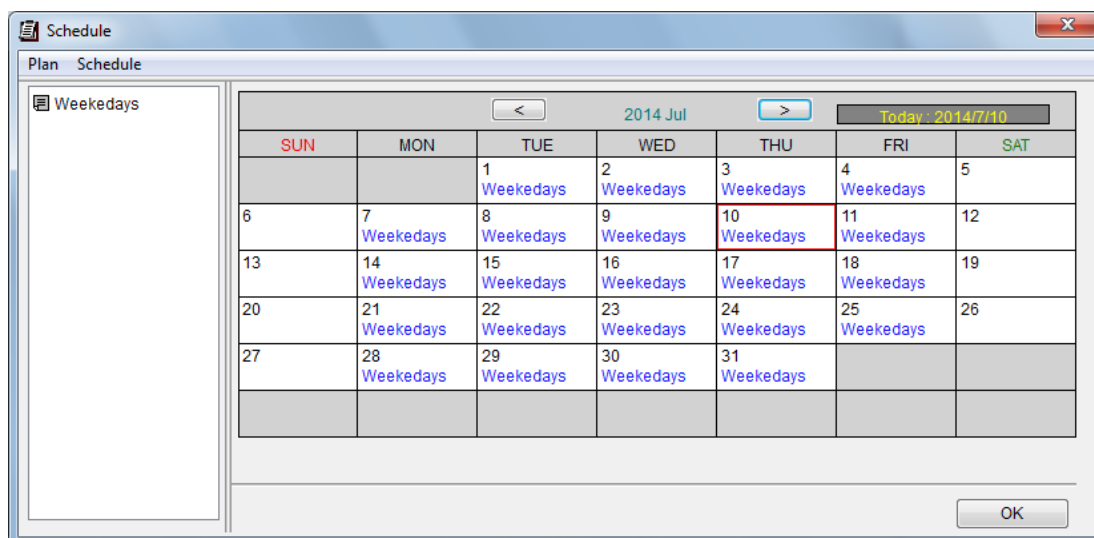 Schedule
Plan Schedule
Weekedays
< 2014 Jul > Today : 2014/7/10
SUN MON TUE WED THU FRI SAT
1 2 3 4 5
Weekedays Weekedays Weekedays Weekedays
6 7 8 9 10 11 12
Weekedays Weekedays Weekedays Weekedays Weekedays
13 14 15 16 17 18 19
Weekedays Weekedays Weekedays Weekedays Weekedays
20 21 22 23 24 25 26
Weekedays Weekedays Weekedays Weekedays Weekedays
27 28 29 30 31
Weekedays Weekedays Weekedays Weekedays
OK